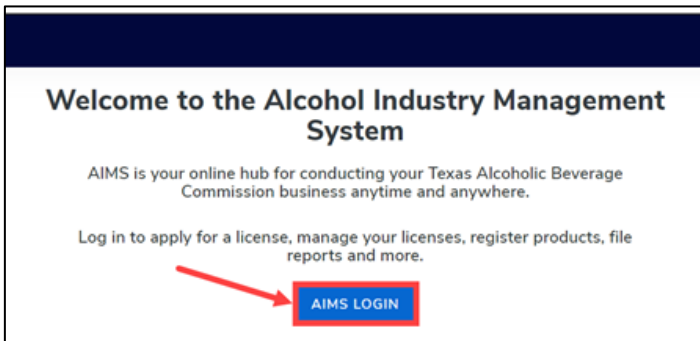 Welcome to the Alcohol Industry Management
System
AIMS is your online hub for conducting your Texas Alcoholic Beverage
Commission business anytime and anywhere.
Log in to apply for a license, manage your licenses, register products, file
reports and more.
AIMS LOGIN